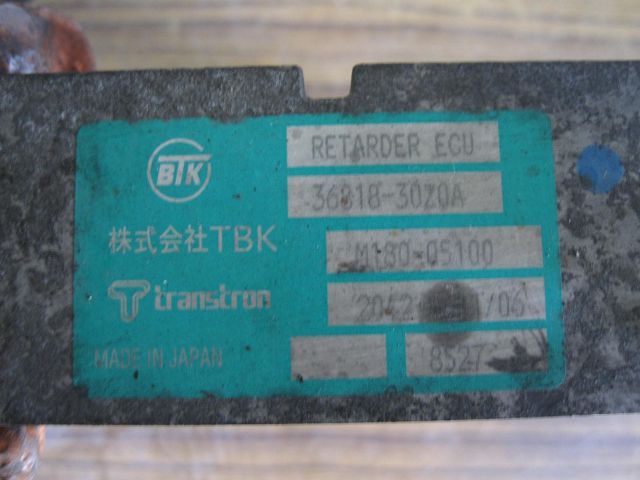 BTK
RETARDER ECU
36818-30Z0A
株式会社TBK
M180-05100
transtron
/06
MADE IN JAPAN
8527